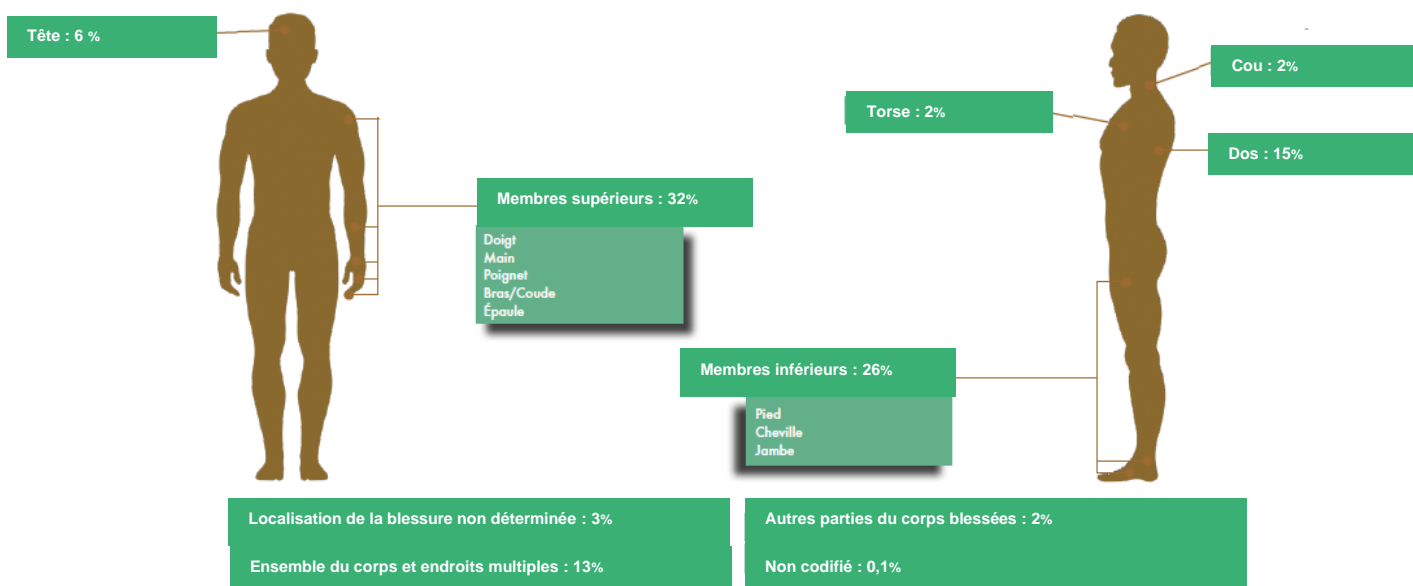 Tête : 6 %
Cou : 2%
Torse : 2%
Dos : 15%
Membres supérieurs : 32%
Doigt
Main
Poignet
Bras/Coude
Épaule
Membres inférieurs : 26%
Pied
Cheville
Jambe
Localisation de la blessure non déterminée : 3%
Autres parties du corps blessées : 2%
Ensemble du corps et endroits multiples : 13%
Non codifié : 0,1%